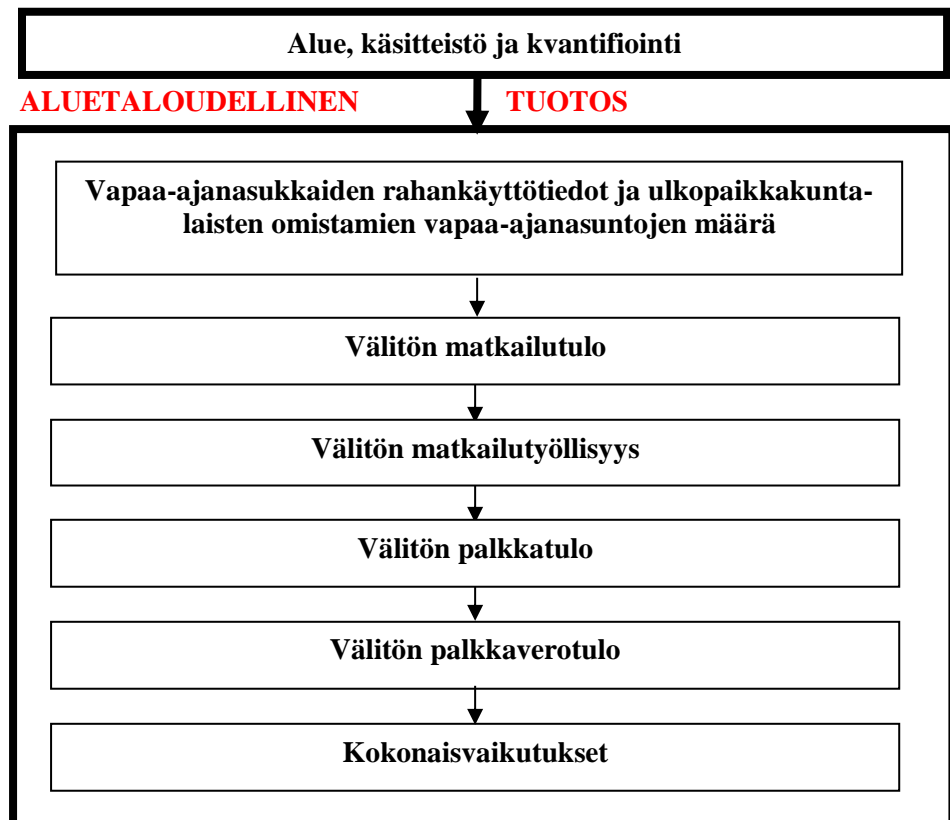 Alue, käsitteistö ja kvantifiointi
ALUETALOUDELLINEN TUOTOS
Vapaa-ajanasukkaiden rahankäyttötiedot ja ulkopaikkakunta-
laisten omistamien vapaa-ajanasuntojen määrä
Välitön matkailutulo
Välitön matkailutyöllisyys
Välitön palkkatulo
Välitön palkkaverotulo
Kokonaisvaikutukset